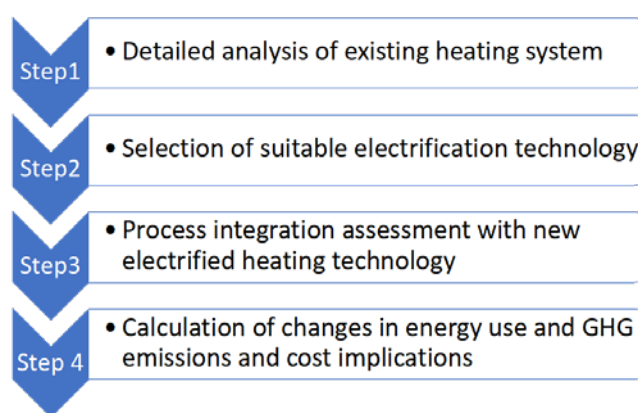 Step1
• Detailed analysis of existing heating system
Step2
• Selection of suitable electrification technology
Step3
• Process integration assessment with new
electrified heating technology
Step 4
• Calculation of changes in energy use and GHG
emissions and cost implications